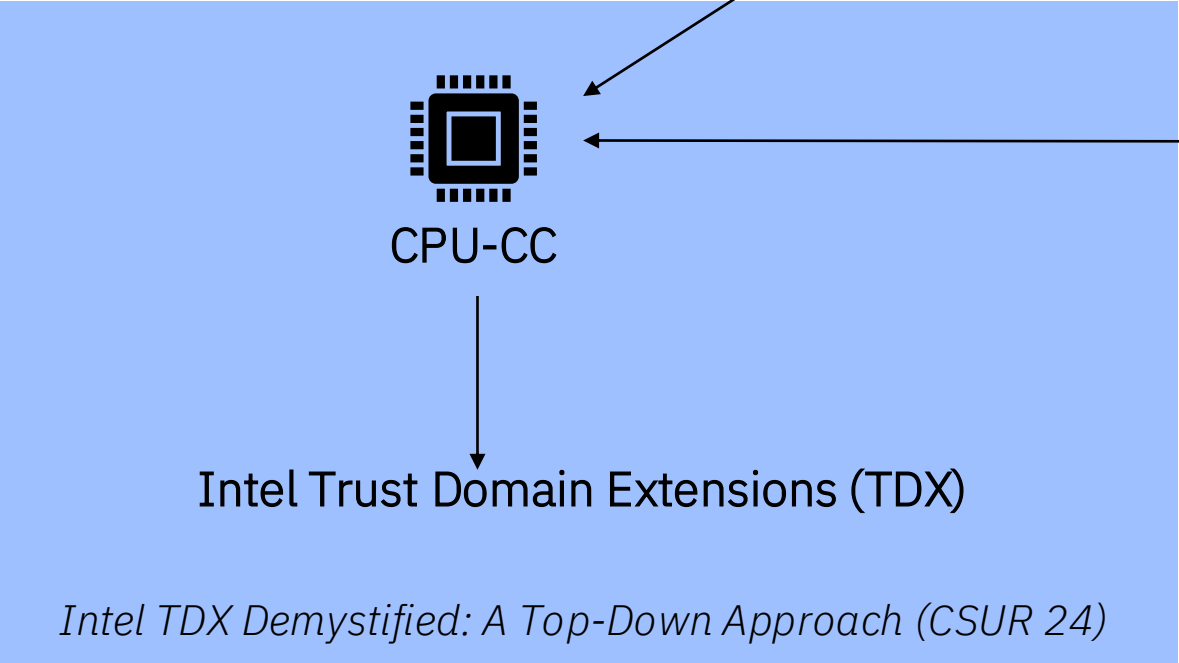 CPU-CC
Intel Trust Domain Extensions (TDX)
Intel TDX Demystified: A Top-Down Approach (CSUR 24)